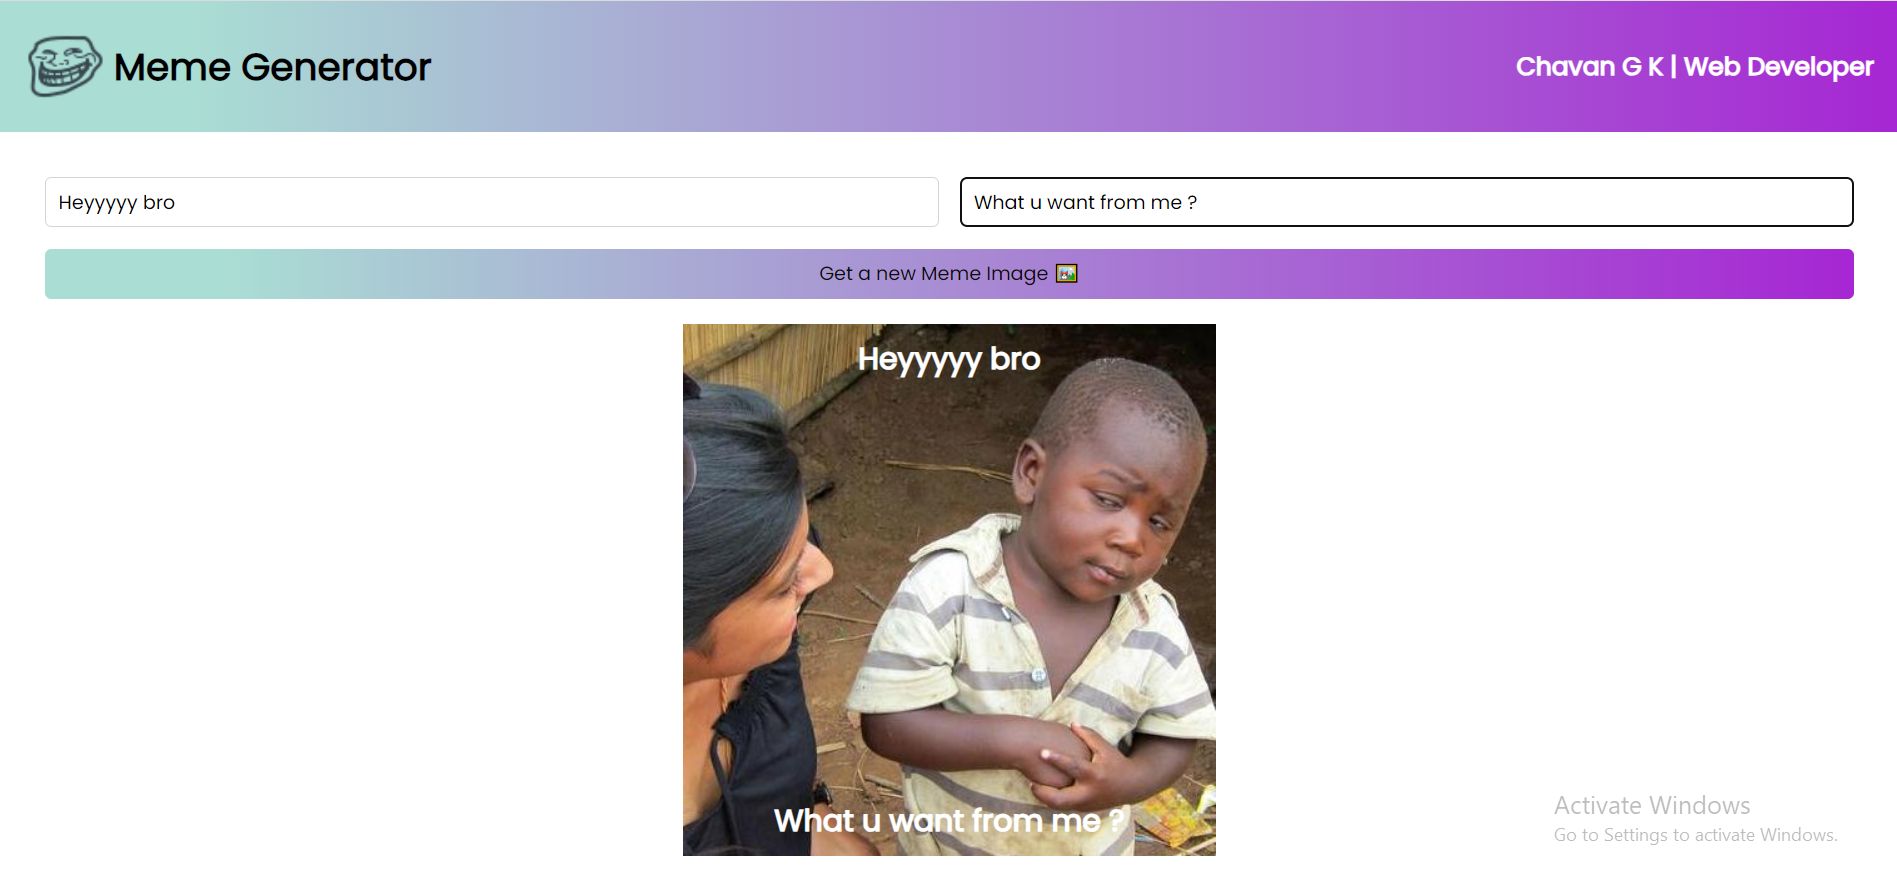 Meme Generator
Chavan G K | Web Developer
Heyyyyy bro
What u want from me ?
Get a new Meme Image 🖼️
Heyyyyy bro
What u want from me ?
Activate Windows
Go to Settings to activate Windows.